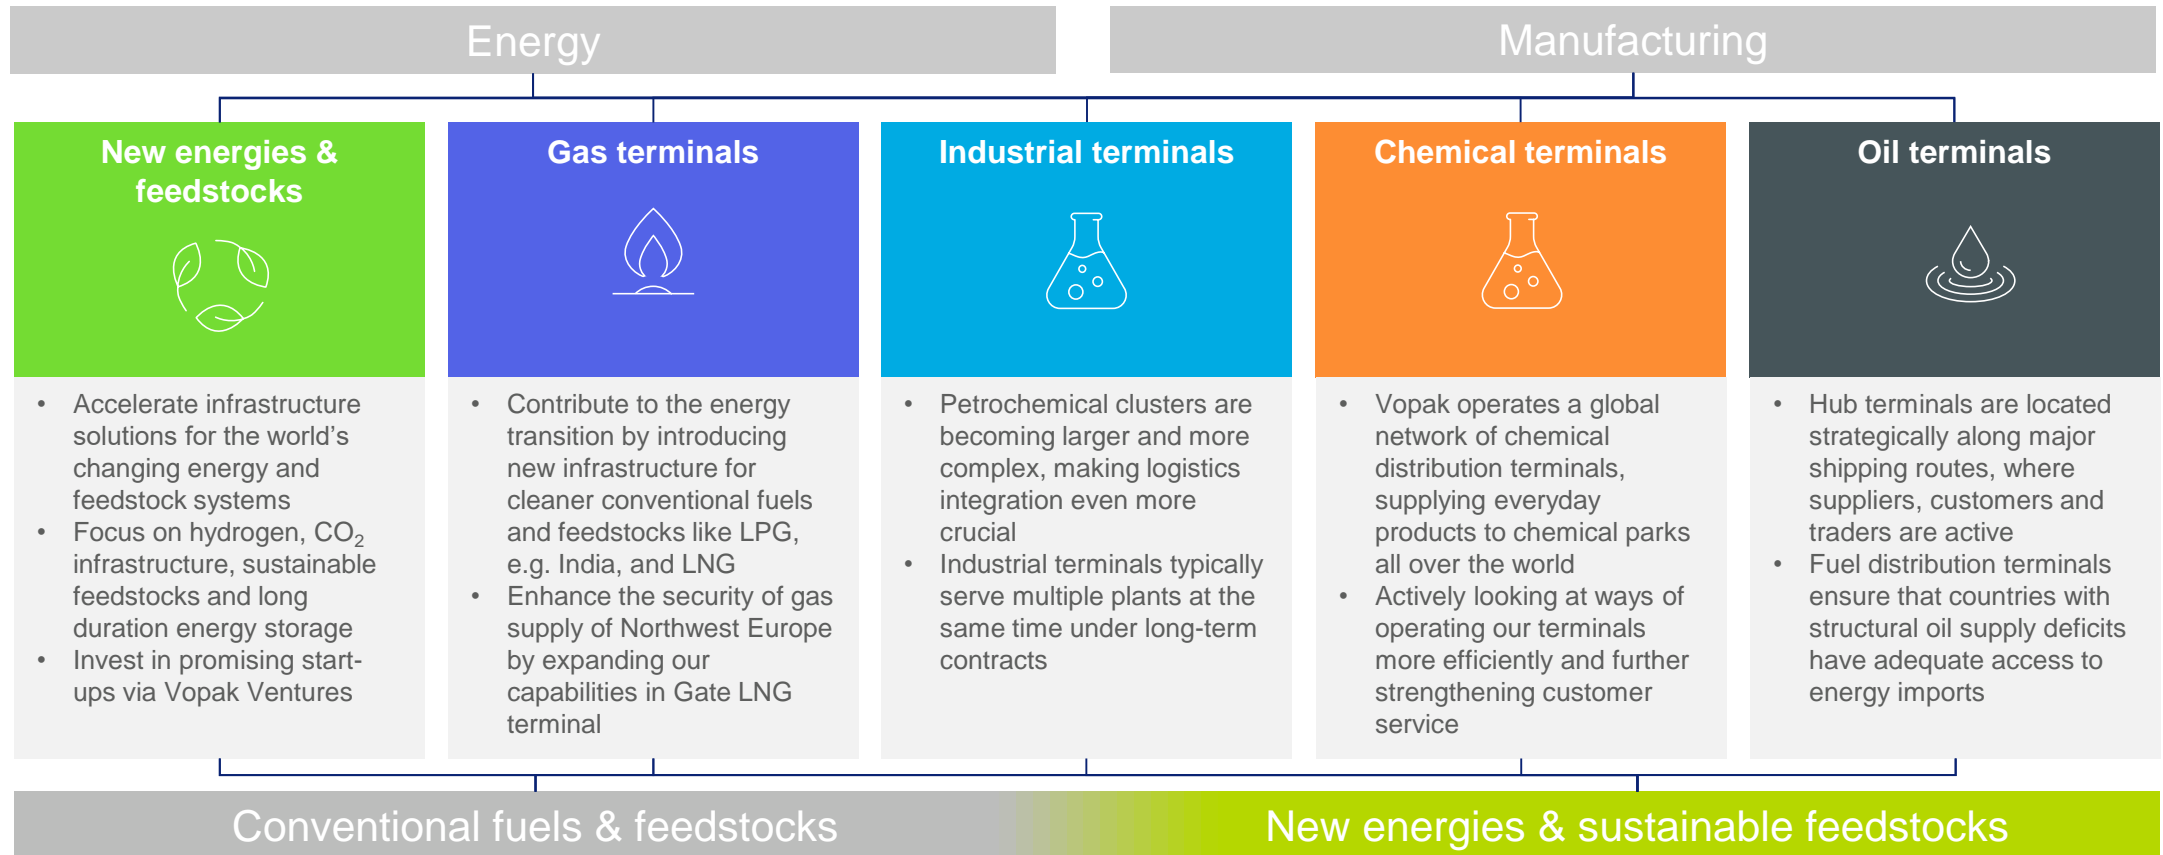 Energy
Manufacturing
New energies &
feedstocks
• Accelerate infrastructure
solutions for the world’s
changing energy and
feedstock systems
• Focus on hydrogen, CO₂
infrastructure, sustainable
feedstocks and long
duration energy storage
• Invest in promising start-
ups via Vopak Ventures
Gas terminals
• Contribute to the energy
transition by introducing
new infrastructure for
cleaner conventional fuels
and feedstocks like LPG,
e.g. India, and LNG
• Enhance the security of gas
supply of Northwest Europe
by expanding our
capabilities in Gate LNG
terminal
Industrial terminals
• Petrochemical clusters are
becoming larger and more
complex, making logistics
integration even more
crucial
• Industrial terminals typically
serve multiple plants at the
same time under long-term
contracts
Chemical terminals
• Vopak operates a global
network of chemical
distribution terminals,
supplying everyday
products to chemical parks
all over the world
• Actively looking at ways of
operating our terminals
more efficiently and further
strengthening customer
service
Oil terminals
• Hub terminals are located
strategically along major
shipping routes, where
suppliers, customers and
traders are active
• Fuel distribution terminals
ensure that countries with
structural oil supply deficits
have adequate access to
energy imports
Conventional fuels & feedstocks
New energies & sustainable feedstocks